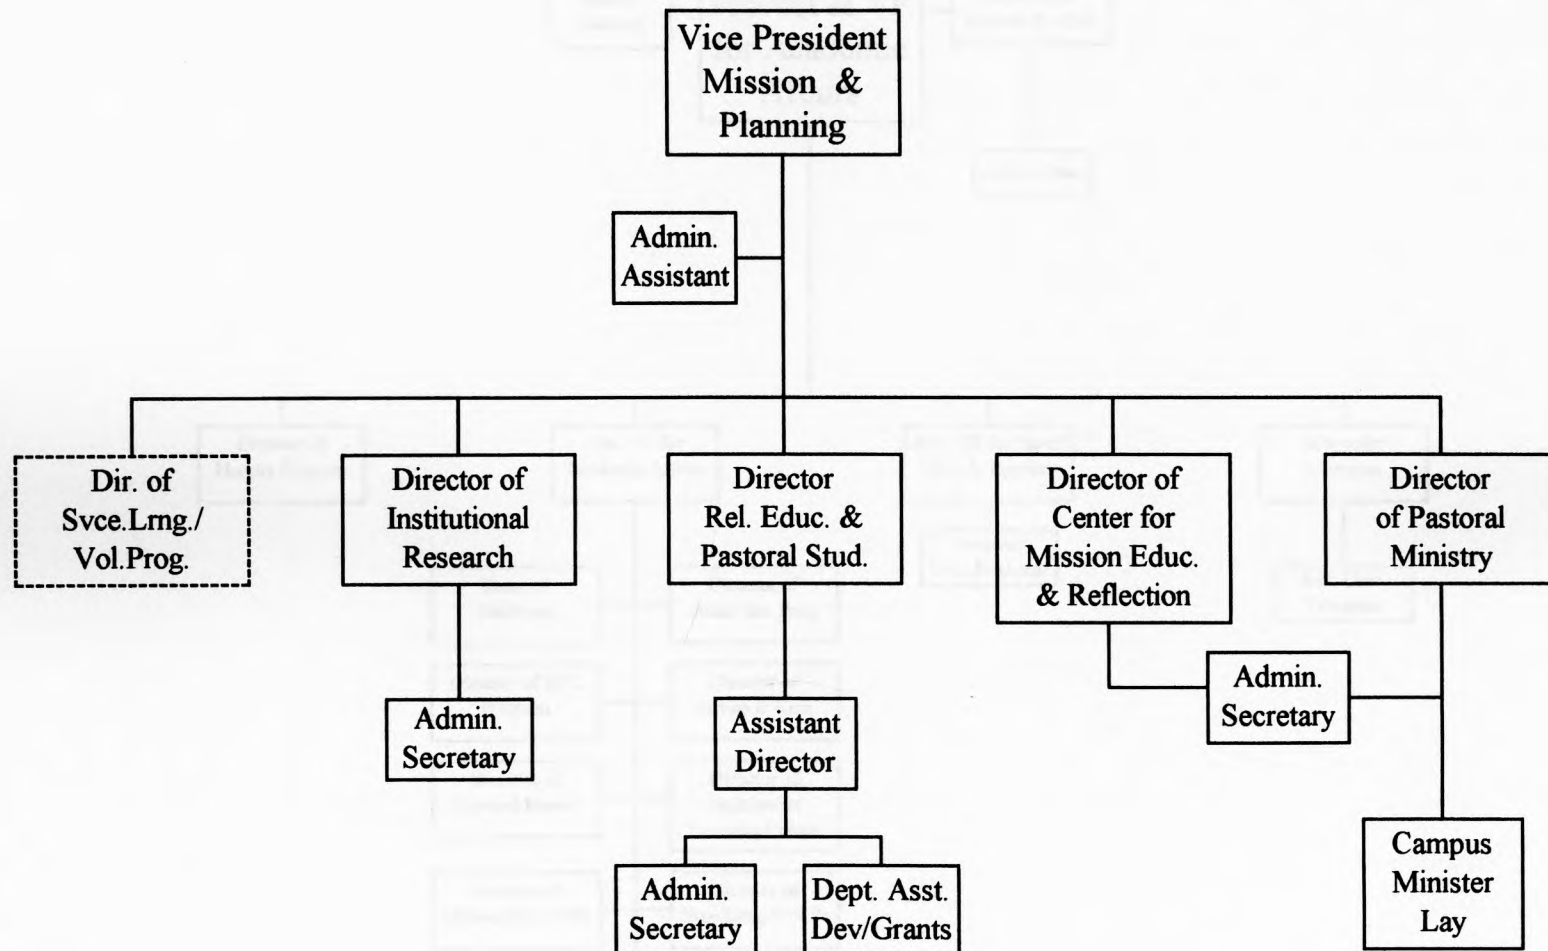 Vice President
Mission &
Planning
Admin.
Assistant
Dir. of
Svce.Lrng./
Vol.Prog.
Director of
Institutional
Research
Director
Rel. Educ. &
Pastoral Stud.
Director of
Center for
Mission Educ.
& Reflection
Director
of Pastoral
Ministry
Admin.
Secretary
Assistant
Director
Admin.
Secretary
Admin.
Secretary
Dept. Asst.
Dev/Grants
Campus
Minister
Lay